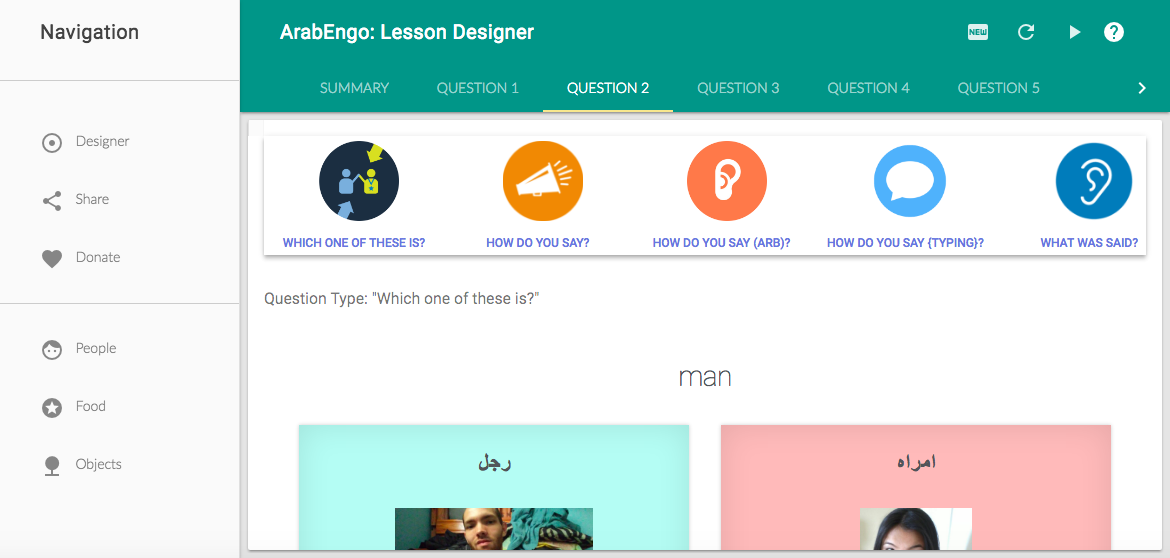 Navigation
ArabEngo: Lesson Designer
NEW
SUMMARY QUESTION 1 QUESTION 2 QUESTION 3 QUESTION 4 QUESTION 5
Designer
Share
Donate
People
Food
Objects
WHICH ONE OF THESE IS? HOW DO YOU SAY? HOW DO YOU SAY (ARB)? HOW DO YOU SAY {TYPING}? WHAT WAS SAID?
Question Type: "Which one of these is?"
man
رجل
امراه